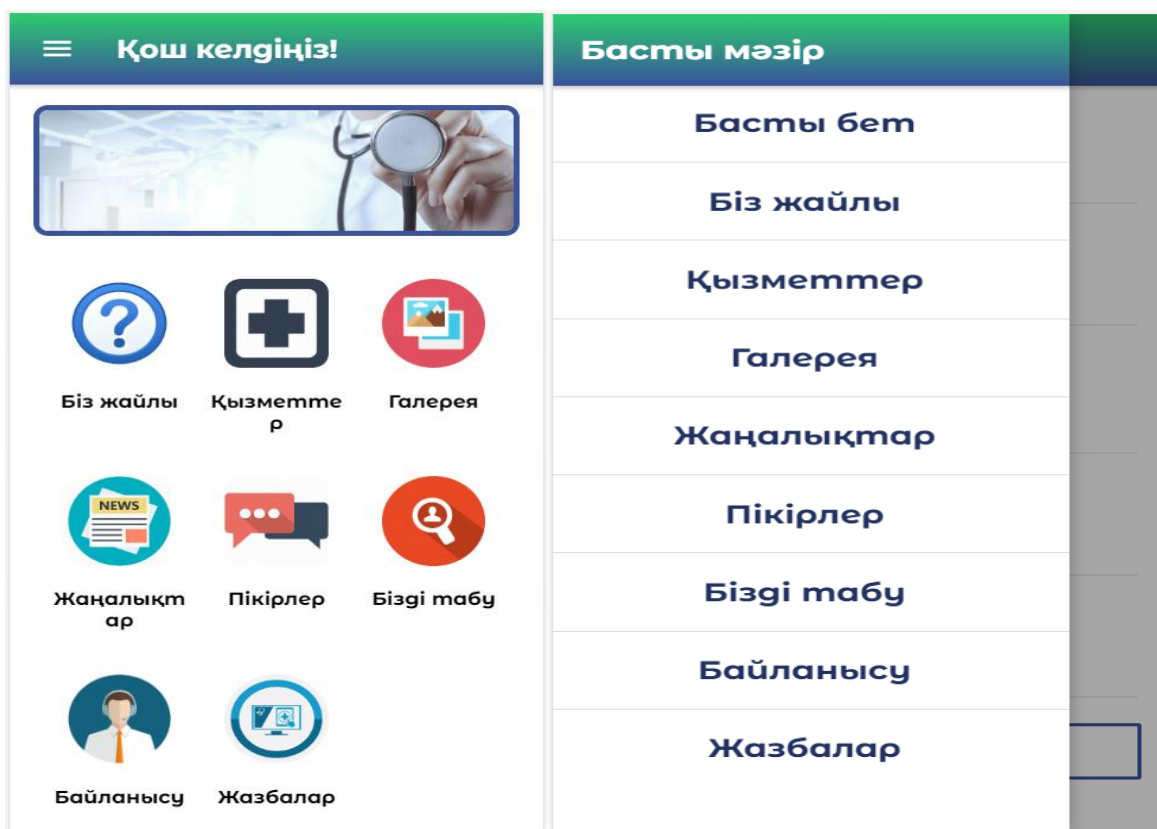 Қош келдіңіз!
Біз жайлы
Қызметте
р
Галерея
NEWS
Жаңалықт
ар
Пікірлер
Бізді табу
Байланысу
Жазбалар
Басты мәзір
Басты бет
Біз жайлы
Қызметтер
Галерея
Жаңалықтар
Пікірлер
Бізді табу
Байланысу
Жазбалар